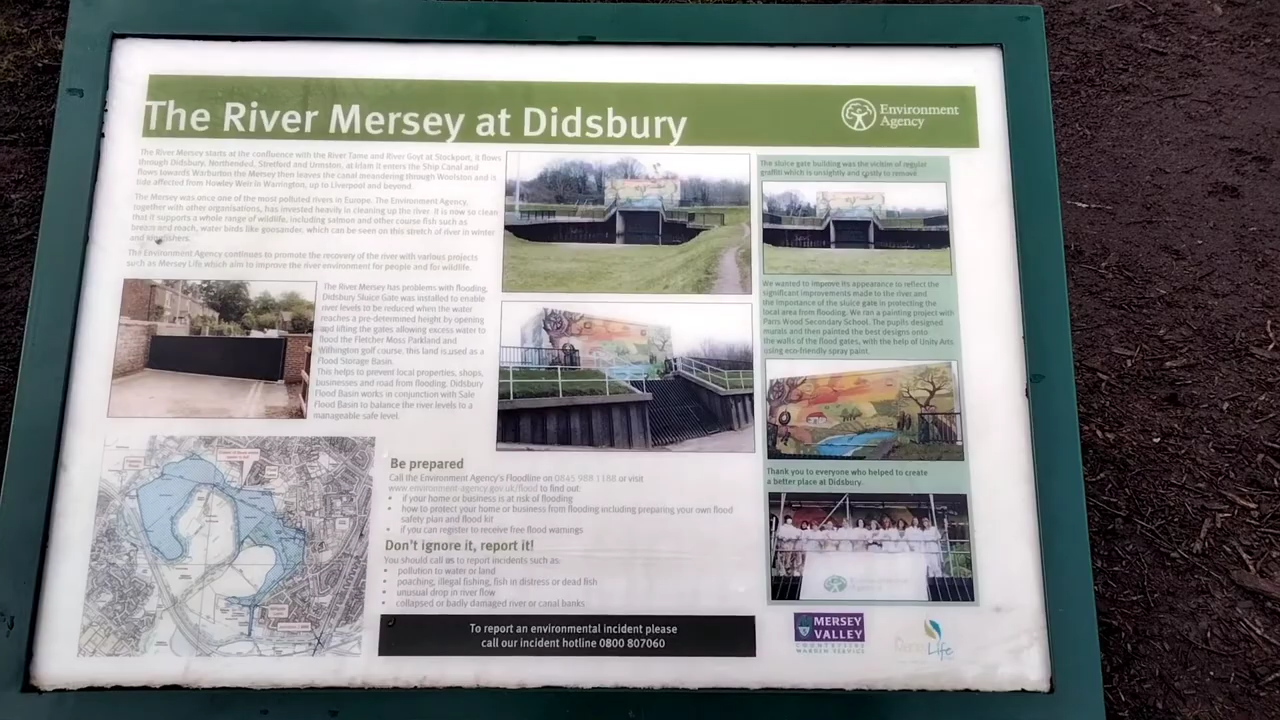 The River Mersey at Didsbury
Environment
Agency
The River Mersey starts at the confluence with the River Tame and River Goyt at Stockport, it flows
through Didsbury, Northended, Stretford and Urmston, at Irlam it enters the Ship Canal and
flows towards Warburton the Mersey then leaves the canal meandering through Woolston and is
tide affected from Howley Weir in Warrington, up to Liverpool and beyond.
The Mersey was once one of the most polluted rivers in Europe. The Environment Agency,
together with other organisations, has invested heavily in cleaning up the river. It is now so clean
that it supports a whole range of wildlife, including salmon and other course fish such as
bream and roach, water birds like goosander, which can be seen on this stretch of river in winter
and kingfishers.
The Environment Agency continues to promote the recovery of the river with various projects
such as Mersey Life which aim to improve the river environment for people and for wildlife.
The River Mersey has problems with flooding,
Didsbury Sluice Gate was installed to enable
river levels to be reduced when the water
reaches a pre-determined height by opening
and lifting the gates allowing excess water to
flood the Fletcher Moss Parkland and
Withington golf course, this land is used as a
Flood Storage Basin.
This helps to prevent local properties, shops,
businesses and road from flooding. Didsbury
Flood Basin works in conjunction with Sale
Flood Basin to balance the river levels to a
manageable safe level.
Be prepared
Call the Environment Agency's Floodline on 0845 988 1188 or visit
www.environment-agency.gov.uk/flood to find out:
• if your home or business is at risk of flooding
• how to protect your home or business from flooding including preparing your own flood
safety plan and flood kit
• if you can register to receive free flood warnings
Don't ignore it, report it!
You should call us to report incidents such as:
• pollution to water or land
• poaching, illegal fishing, fish in distress or dead fish
• unusual drop in river flow
• collapsed or badly damaged river or canal banks
To report an environmental incident please
call our incident hotline 0800 807060
The sluice gate building was the victim of regular
graffiti which is unsightly and costly to remove
We wanted to improve its appearance to reflect the
significant improvements made to the river and
the importance of the sluice gate in protecting the
local area from flooding. We ran a painting project with
Parrs Wood Secondary School. The pupils designed
murals and then painted the best designs onto
the walls of the flood gates, with the help of Unity Arts
using eco-friendly spray paint.
Thank you to everyone who helped to create
a better place at Didsbury
Environment
Agency
MERSEY
VALLEY
COUNTRYSIDE
WARDEN SERVICE
Life